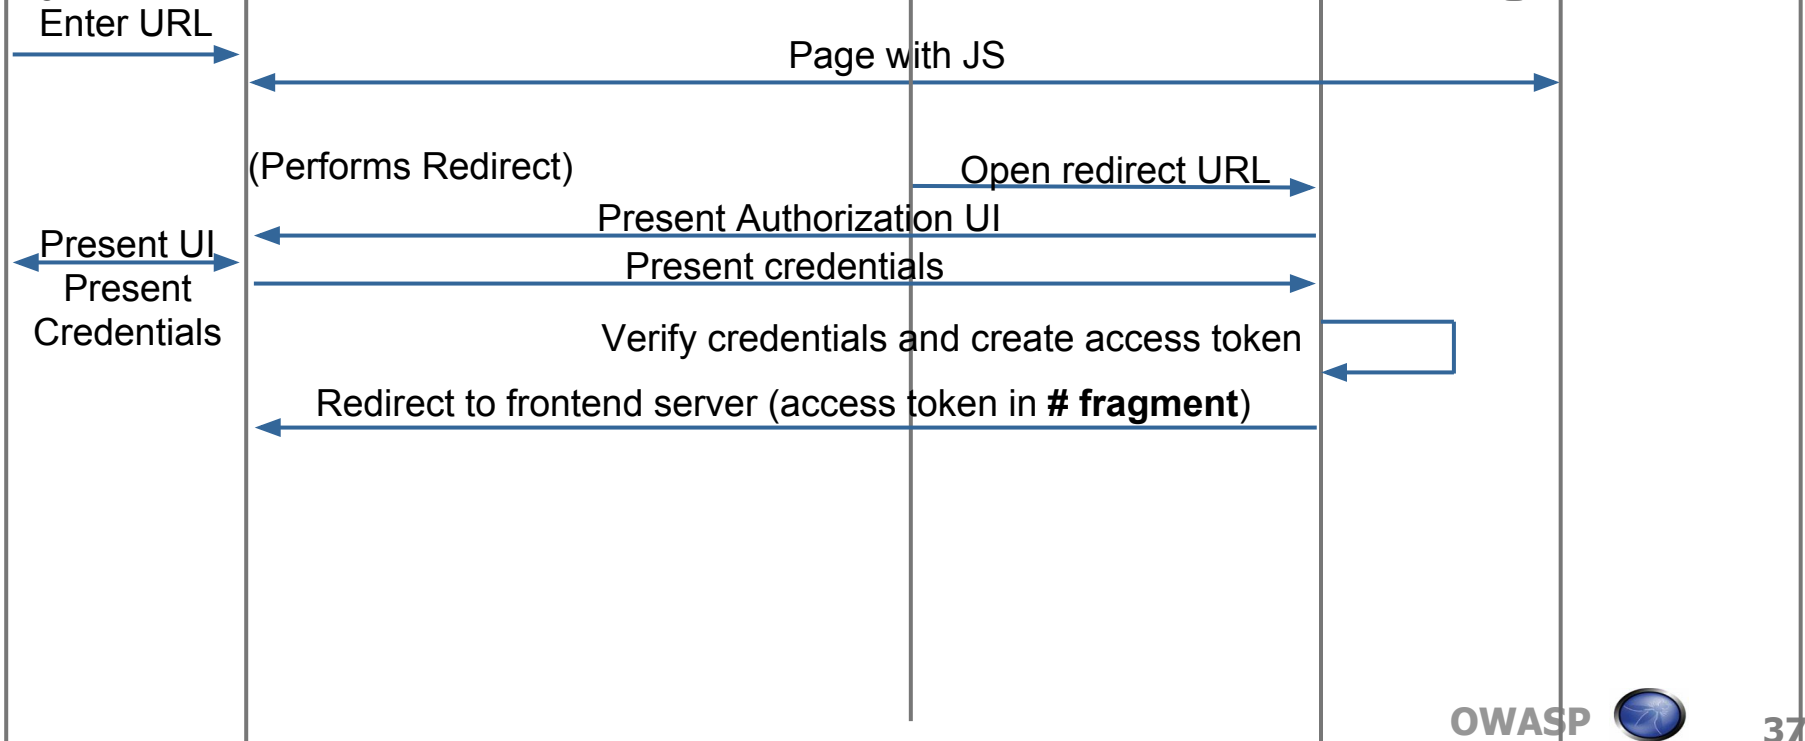 Enter URL
Page with JS
(Performs Redirect)
Open redirect URL
Present Authorization UI
Present UI
Present credentials
Present
Credentials
Verify credentials and create access token
Redirect to frontend server (access token in # fragment)
OWASP
37